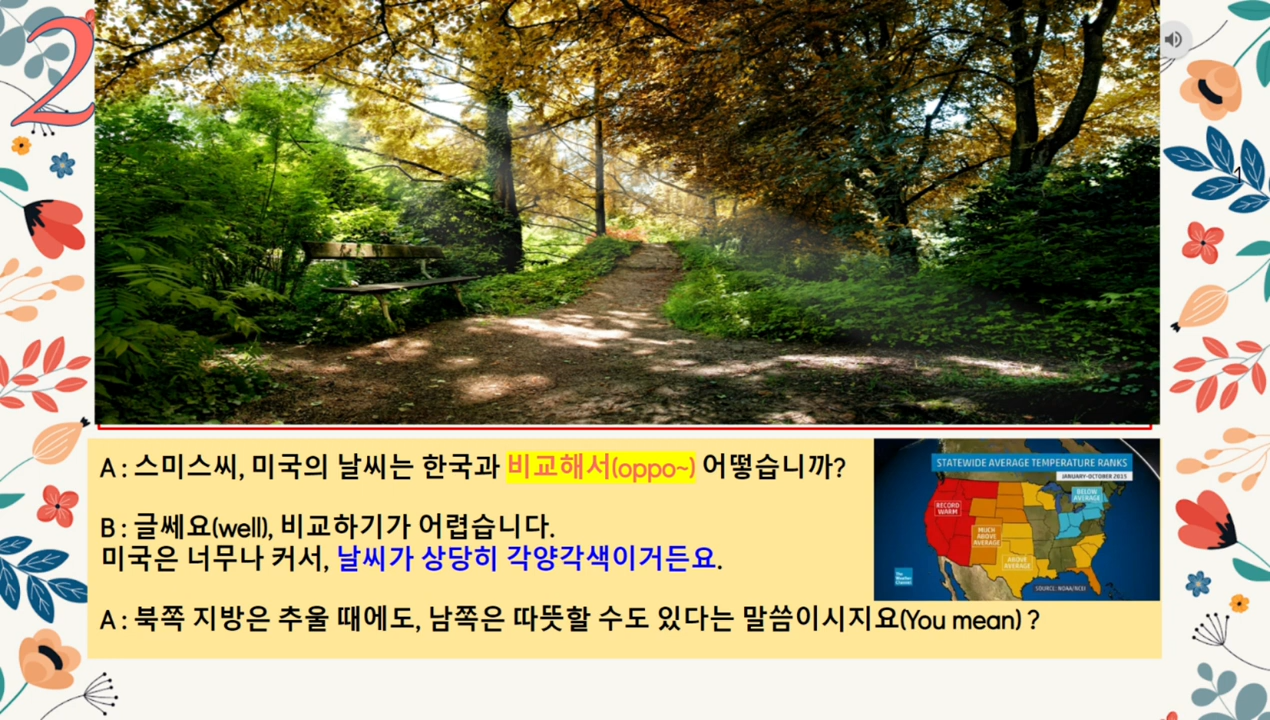 2
1
A : 스미스씨, 미국의 날씨는 한국과 비교해서(oppo~) 어떻습니까?
B : 글쎄요(well), 비교하기가 어렵습니다.
미국은 너무나 커서, 날씨가 상당히 각양각색이거든요.
A : 북쪽 지방은 추울 때에도, 남쪽은 따뜻할 수도 있다는 말씀이시지요(You mean) ?
STATEWIDE AVERAGE TEMPERATURE RANKS
JANUARY-OCTOBER 2015
BELOW AVERAGE
RECORD WARM
MUCH ABOVE AVERAGE
ABOVE AVERAGE
The Weather Channel
SOURCE: NOAA/NCEI